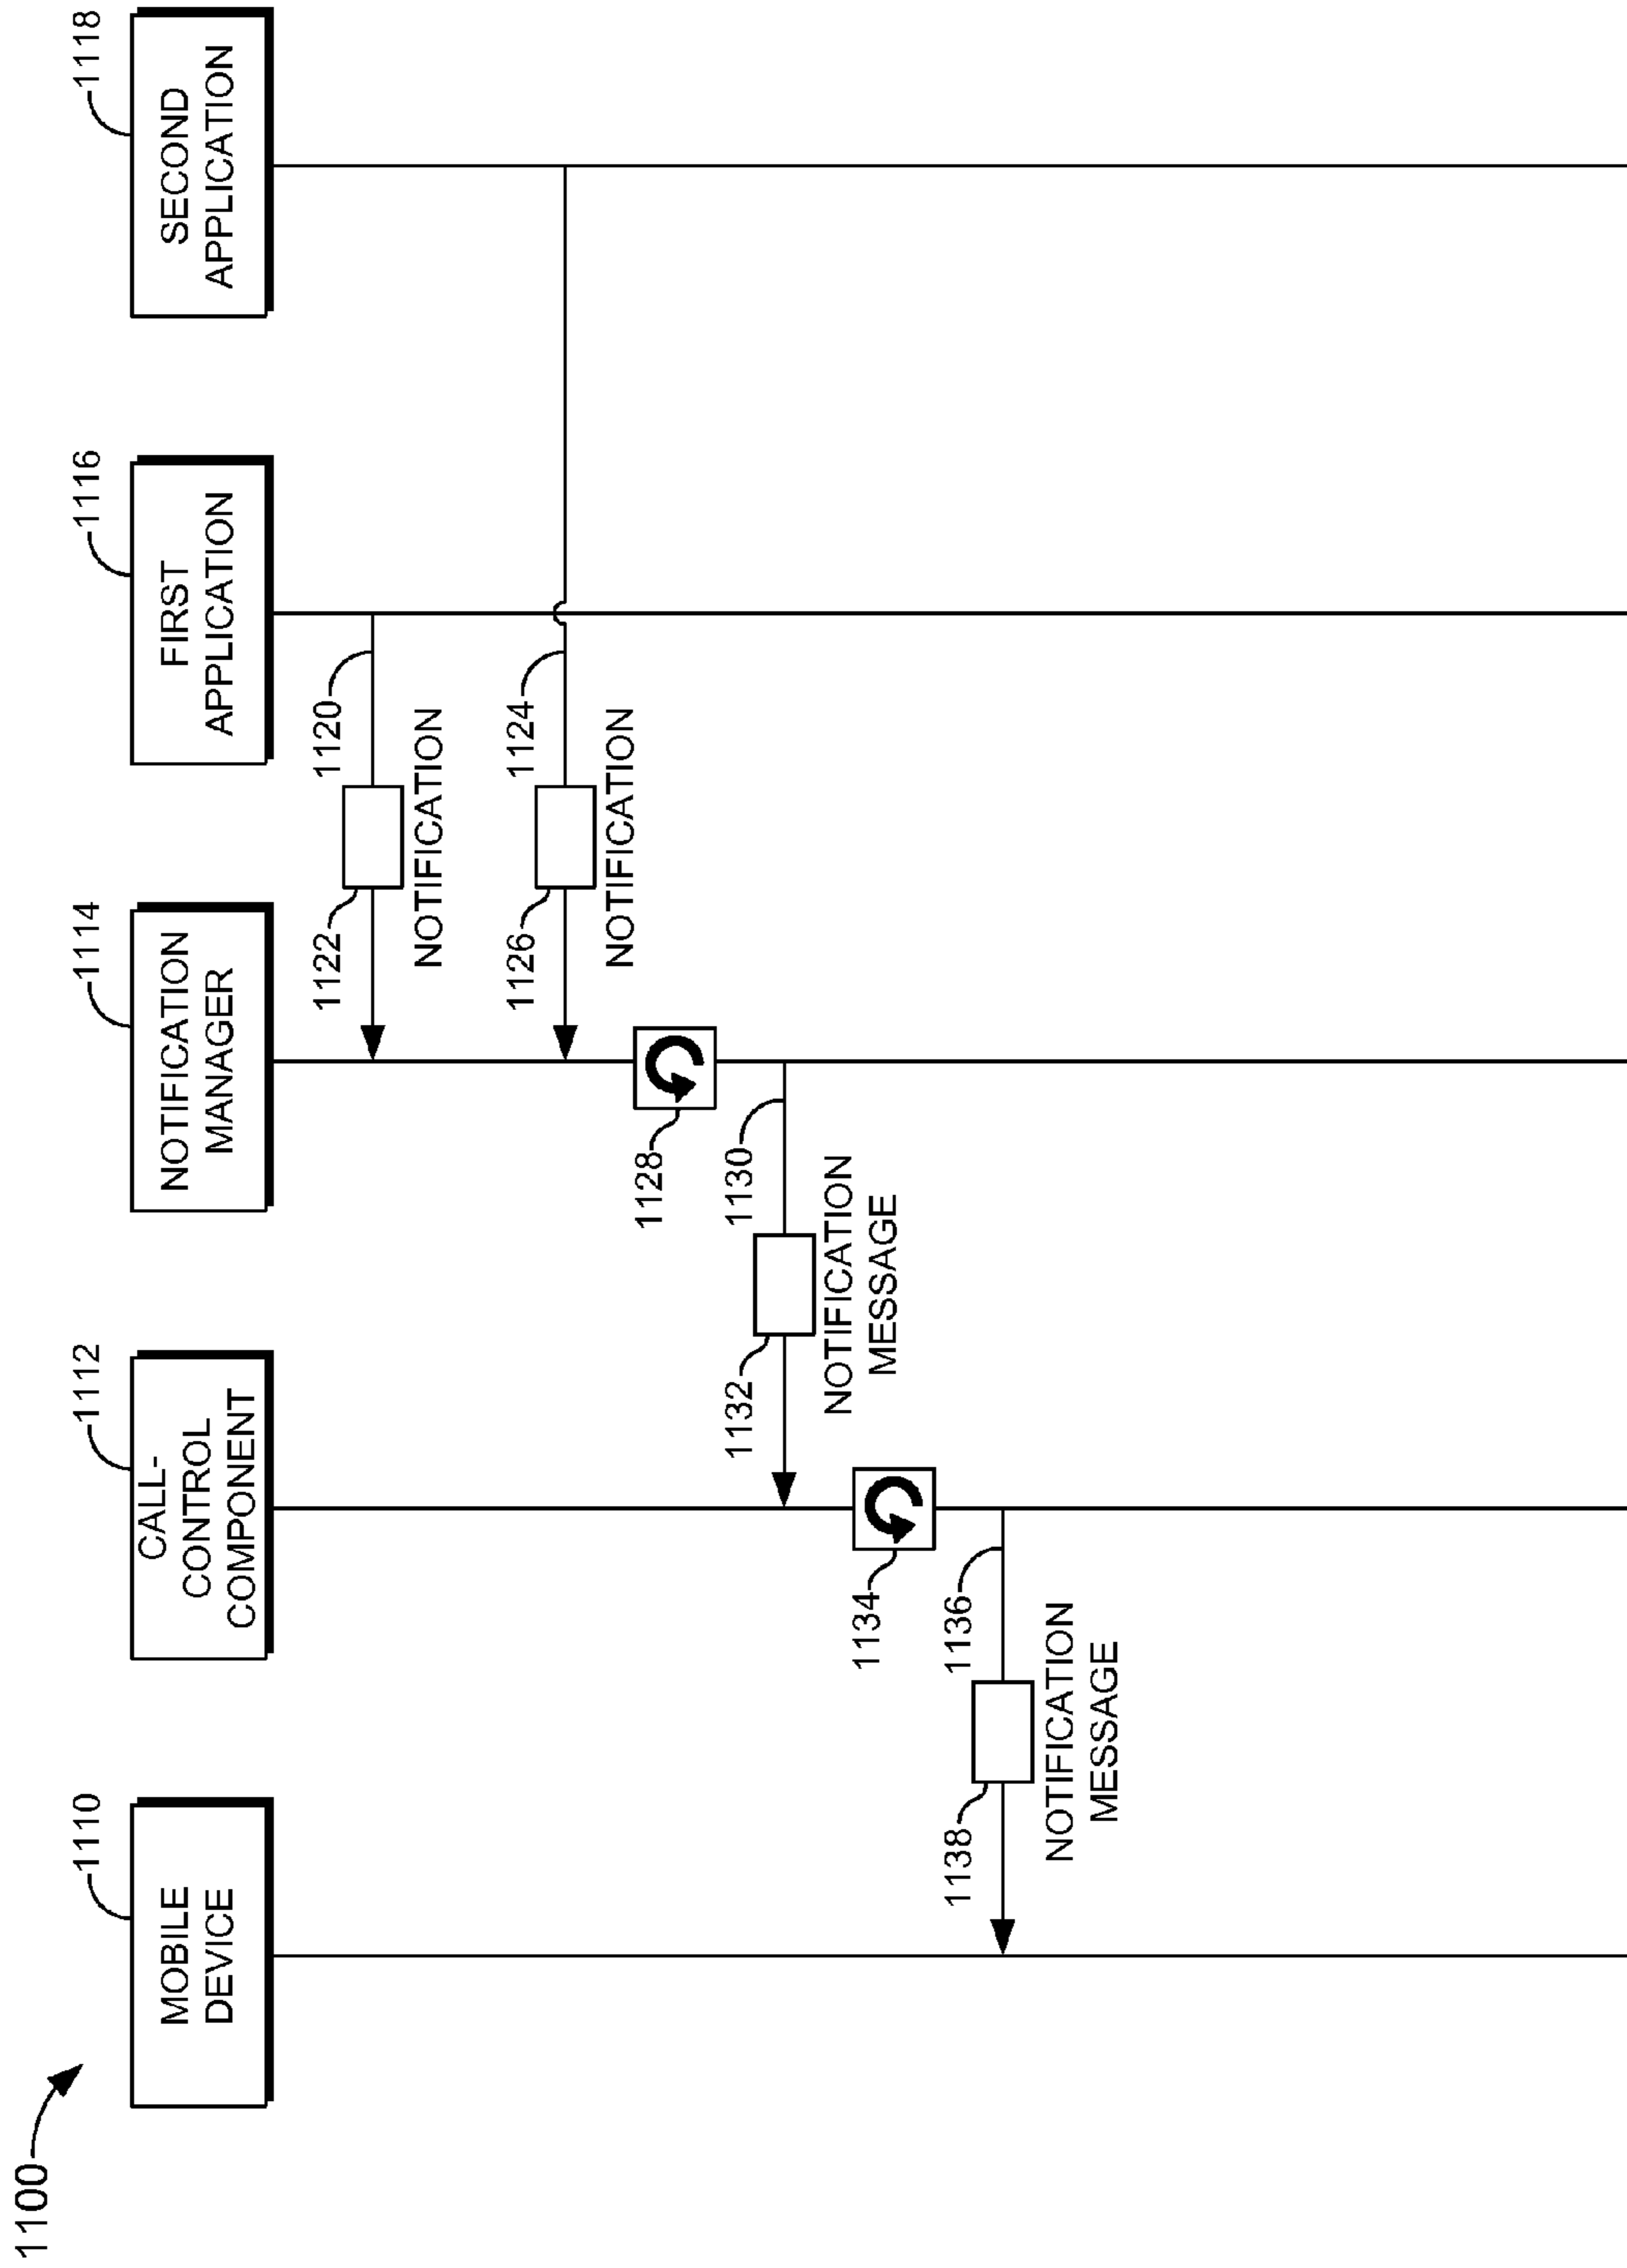 1100
1110
MOBILE
DEVICE
1112
CALL-
CONTROL
COMPONENT
1114
NOTIFICATION
MANAGER
1116
FIRST
APPLICATION
1118
SECOND
APPLICATION
1122
1120
NOTIFICATION
1126
1124
NOTIFICATION
1128
1132
1130
NOTIFICATION
MESSAGE
1134
1138
1136
NOTIFICATION
MESSAGE